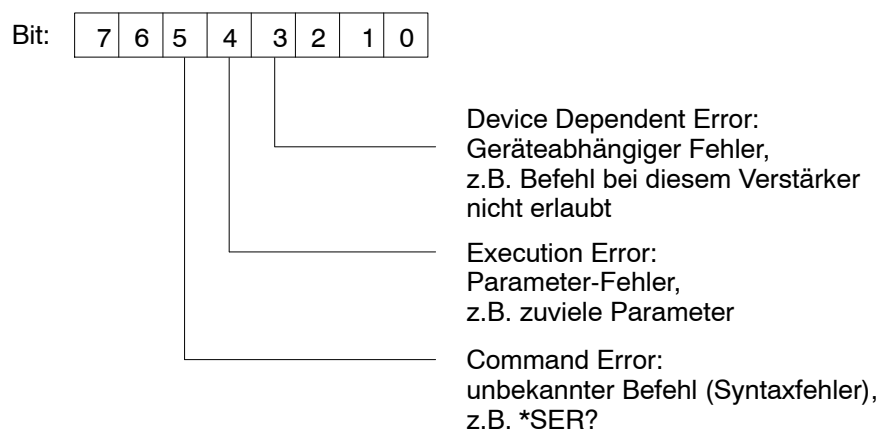 Bit: 7 6 5 4 3 2 1 0
Device Dependent Error:
Geräteabhängiger Fehler,
z.B. Befehl bei diesem Verstärker
nicht erlaubt
Execution Error:
Parameter-Fehler,
z.B. zuviele Parameter
Command Error:
unbekannter Befehl (Syntaxfehler),
z.B. *SER?